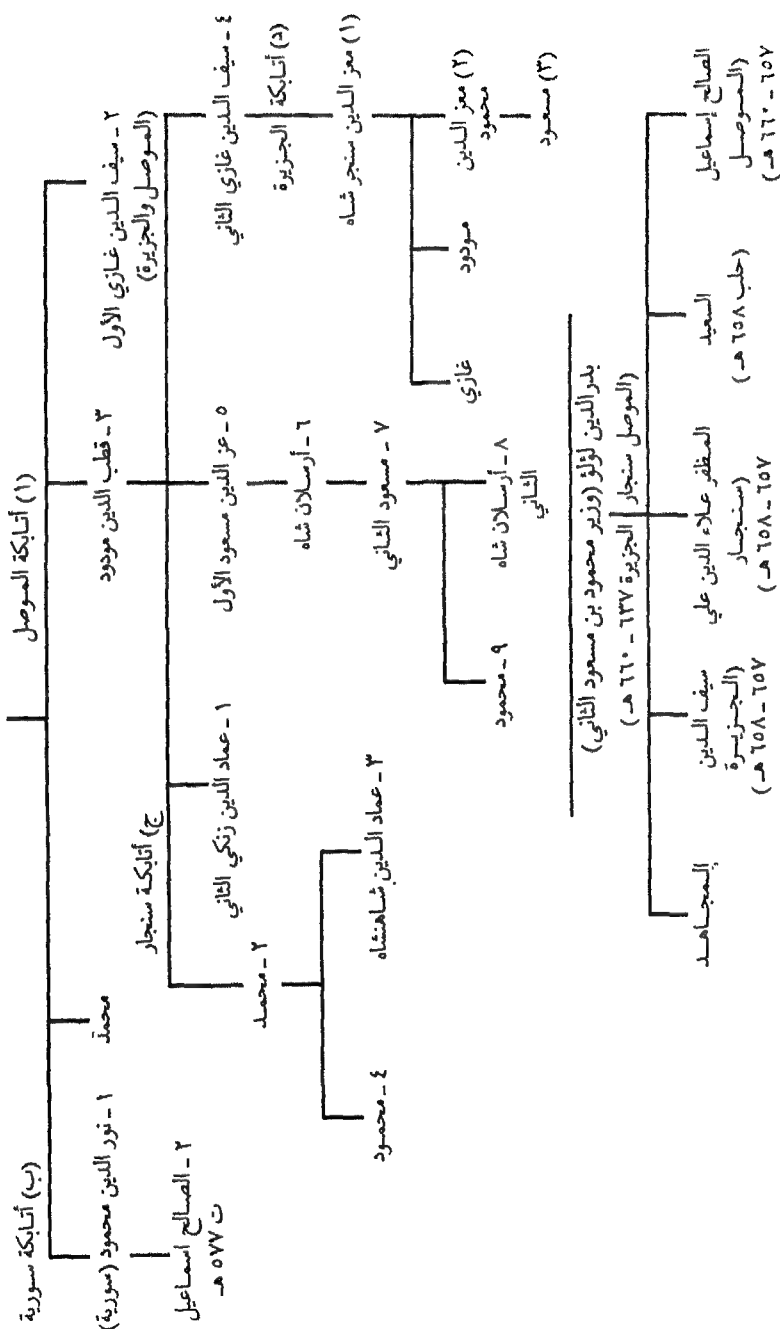 (١) أتابكة الموصل
(ب) أتابكة سورية
٢ - سيف الدين غازي الأول
(الموصل والجزيرة)
٣ - قطب الدين مودود
محمد
١ - نور الدين محمود (سورية)
٢ - الصالح اسماعيل
ت ٥٧٧ هـ
ج) أتابكة سنجار
٤ - سيف الدين غازي الثاني
(د) أتابكة
الجزيرة
(١) معز الدين سنجر شاه
(٢) معز الدين
محمود
مودود
غازي
(٣) مسعود
٥ - عز الدين مسعود الأول
٦ - أرسلان شاه
٧ - مسعود الثاني
٨ - أرسلان شاه
الثاني
٩ - محمود
١ - عماد الدين زنكي الثاني
٢ - محمد
٣ - عماد الدين شاهنشاه
٤ - محمود
بدر الدين لؤلؤ (وزير محمود بن مسعود الثاني)
(الموصل سنجار الجزيرة ٦٣٧ - ٦٦٠ هـ)
الصالح إسماعيل
(الموصل
٦٥٧ - ٦٦٠ هـ)
السعيد
(حلب ٦٥٨ هـ)
المظفر علاء الدين علي
(سنجار
٦٥٧ - ٦٥٨ هـ)
سيف الدين
(الجزيرة
٦٥٧ - ٦٥٨ هـ)
المجاهد